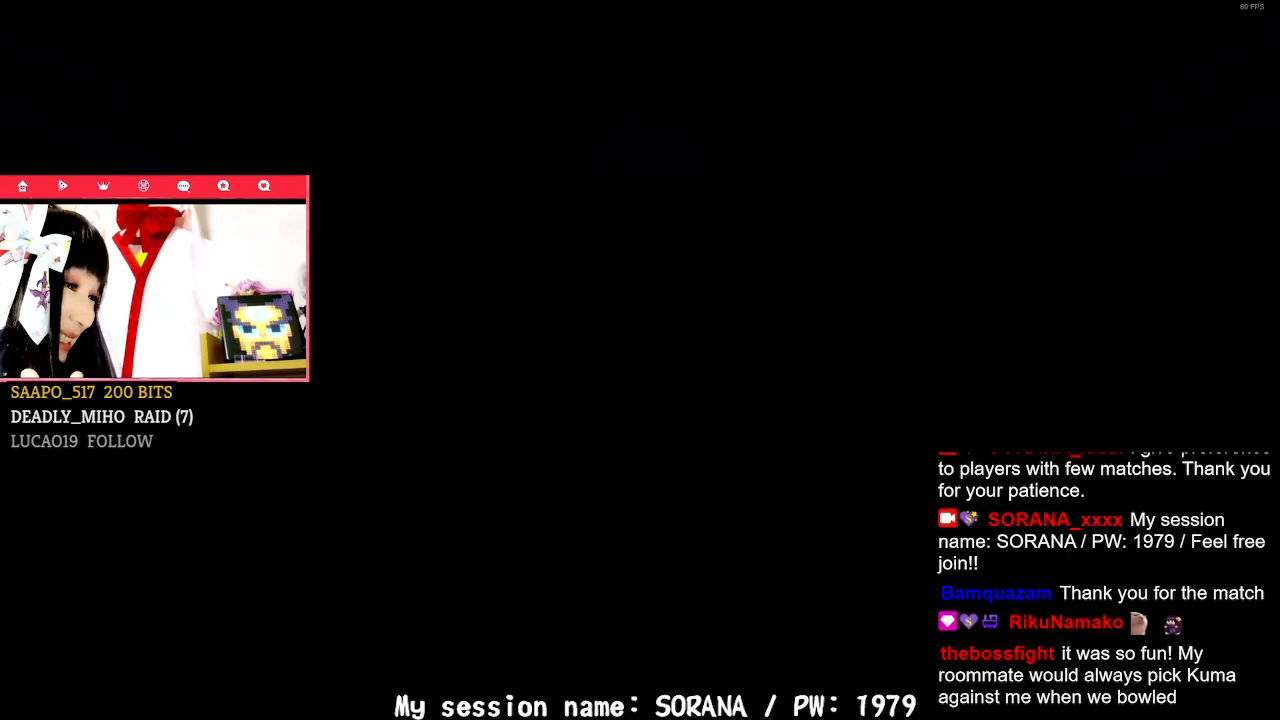 60 FPS
SAAPO_517 200 BITS
DEADLY_MIHO RAID (7)
LUCAO19 FOLLOW
to players with few matches. Thank you
for your patience.
SORANA_xxxx My session
name: SORANA / PW: 1979 / Feel free
join!!
Bamquazam Thank you for the match
RikuNamako
thebossfight it was so fun! My
roommate would always pick Kuma
against me when we bowled
My session name: SORANA / PW: 1979